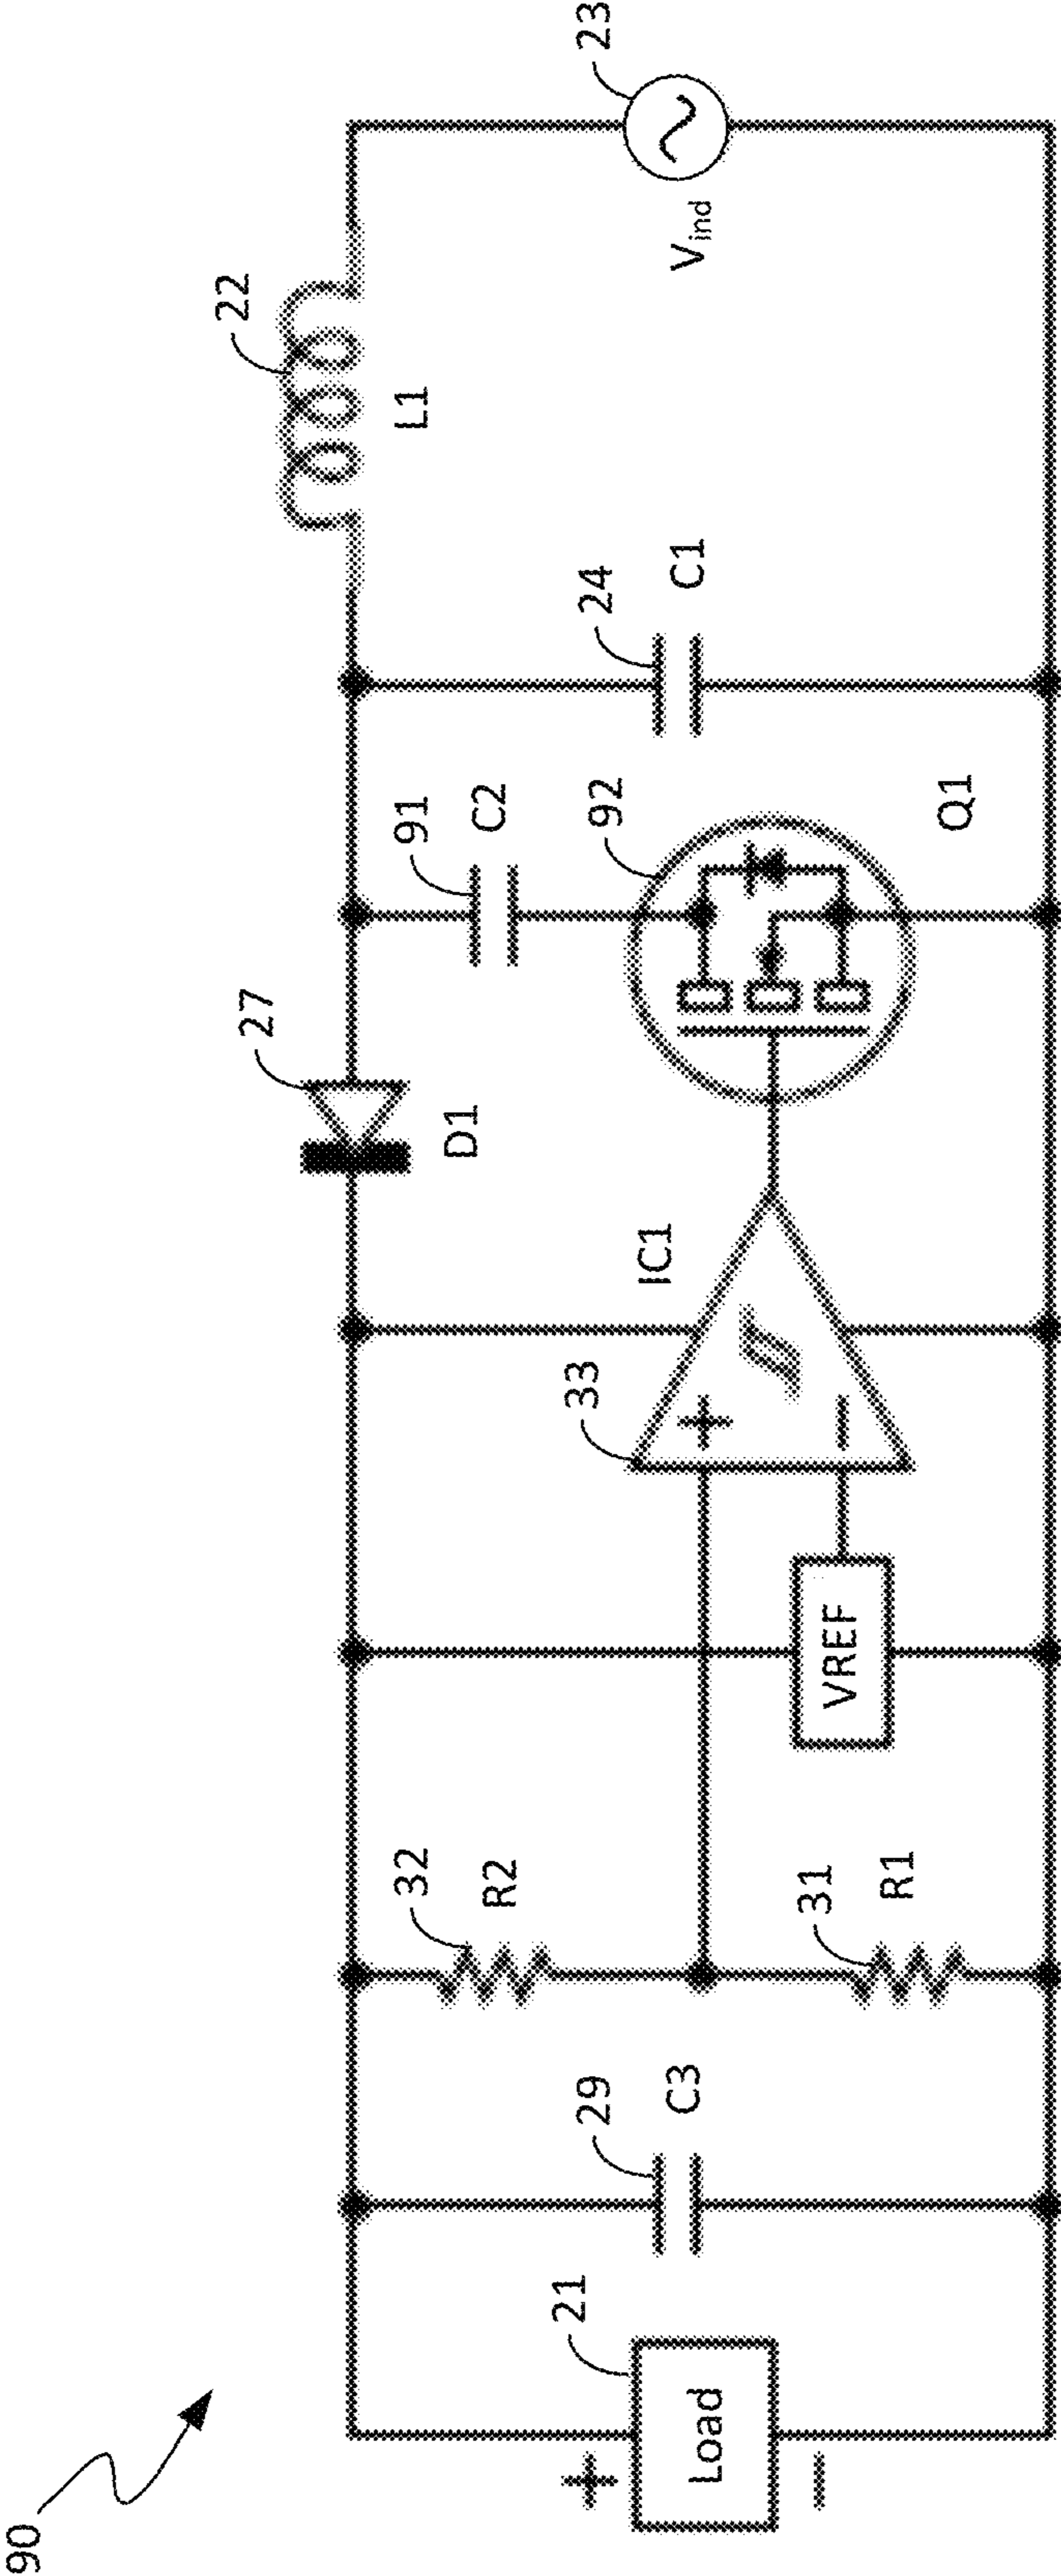 90
+
21
Load
−
29
C3
32
R2
31
R1
VREF
33
+
−
IC1
27
D1
91
C2
92
Q1
24
C1
22
L1
23
Vind